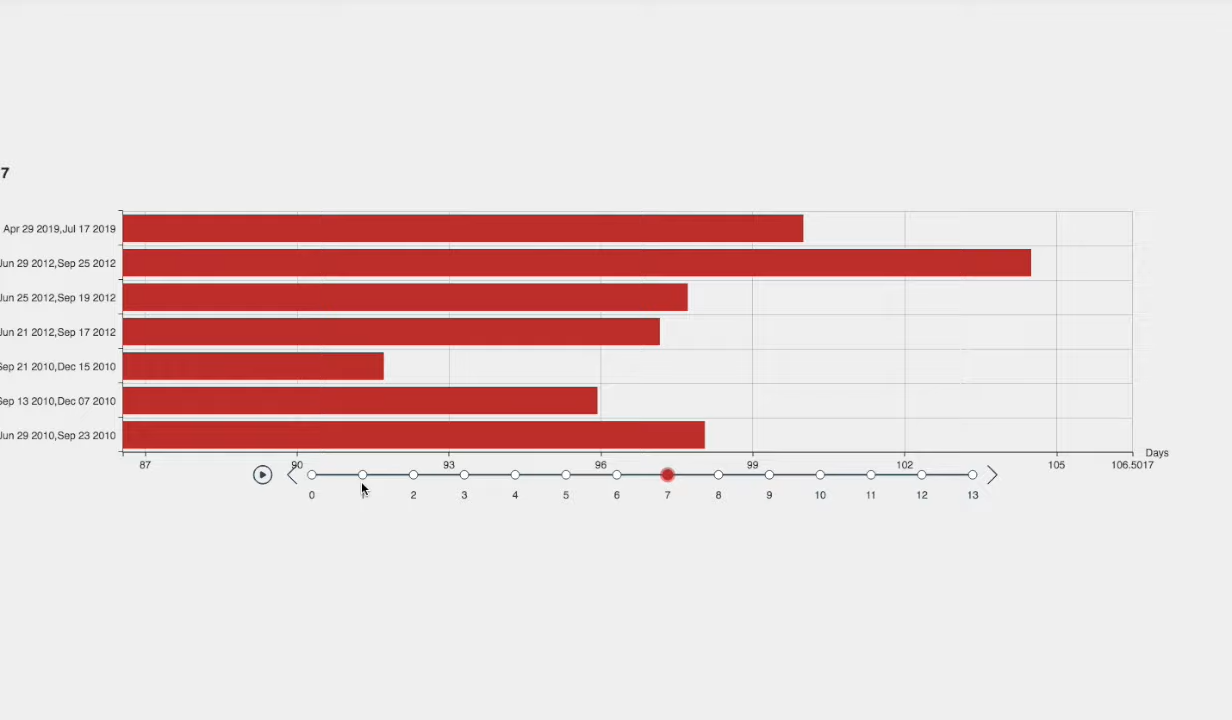 7
Apr 29 2019,Jul 17 2019
Jun 29 2012,Sep 25 2012
Jun 25 2012,Sep 19 2012
Jun 21 2012,Sep 17 2012
Sep 21 2010,Dec 15 2010
Sep 13 2010,Dec 07 2010
Jun 29 2010,Sep 23 2010
Days
87 90 93 96 99 102 105 106.5017
0 2 3 4 5 6 7 8 9 10 11 12 13